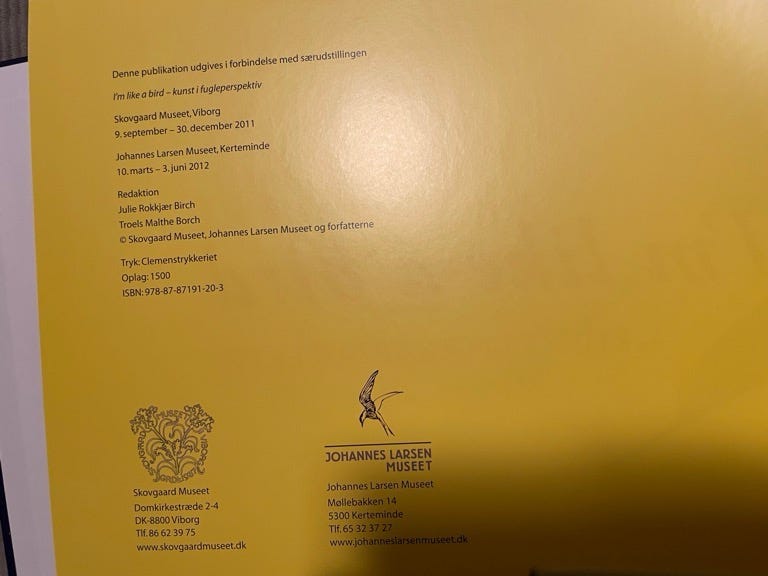 Denne publikation udgives i forbindelse med særudstillingen
I'm like a bird – kunst i fugleperspektiv
Skovgaard Museet, Viborg
9. september – 30. december 2011
Johannes Larsen Museet, Kerteminde
10. marts – 3. juni 2012
Redaktion
Julie Rokkjær Birch
Troels Malthe Borch
© Skovgaard Museet, Johannes Larsen Museet og forfatterne
Tryk: Clemenstrykkeriet
Oplag: 1500
ISBN: 978-87-87191-20-3
SKOVGAARD MUSEET VIBORG
Skovgaard Museet
Domkirkestræde 2-4
DK-8800 Viborg
Tlf. 86 62 39 75
www.skovgaardmuseet.dk
JOHANNES LARSEN
MUSEET
Johannes Larsen Museet
Møllebakken 14
5300 Kerteminde
Tlf. 65 32 37 27
www.johanneslarsenmuseet.dk